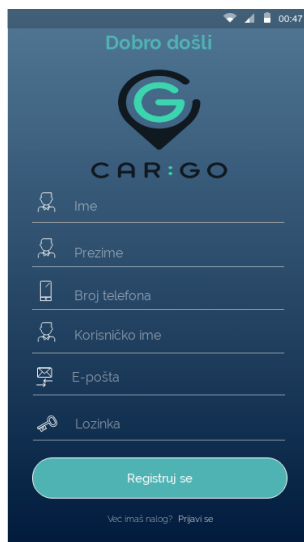 00:47
Dobro došli
CAR:GO
Ime
Prezime
Broj telefona
Korisničko ime
E-pošta
Lozinka
Registruj se
Već imaš nalog? Prijavi se